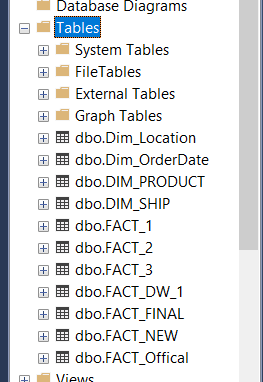 Database Diagrams
Tables
System Tables
FileTables
External Tables
Graph Tables
dbo.Dim_Location
dbo.Dim_OrderDate
dbo.DIM_PRODUCT
dbo.DIM_SHIP
dbo.FACT_1
dbo.FACT_2
dbo.FACT_3
dbo.FACT_DW_1
dbo.FACT_FINAL
dbo.FACT_NEW
dbo.FACT_Offical
Views